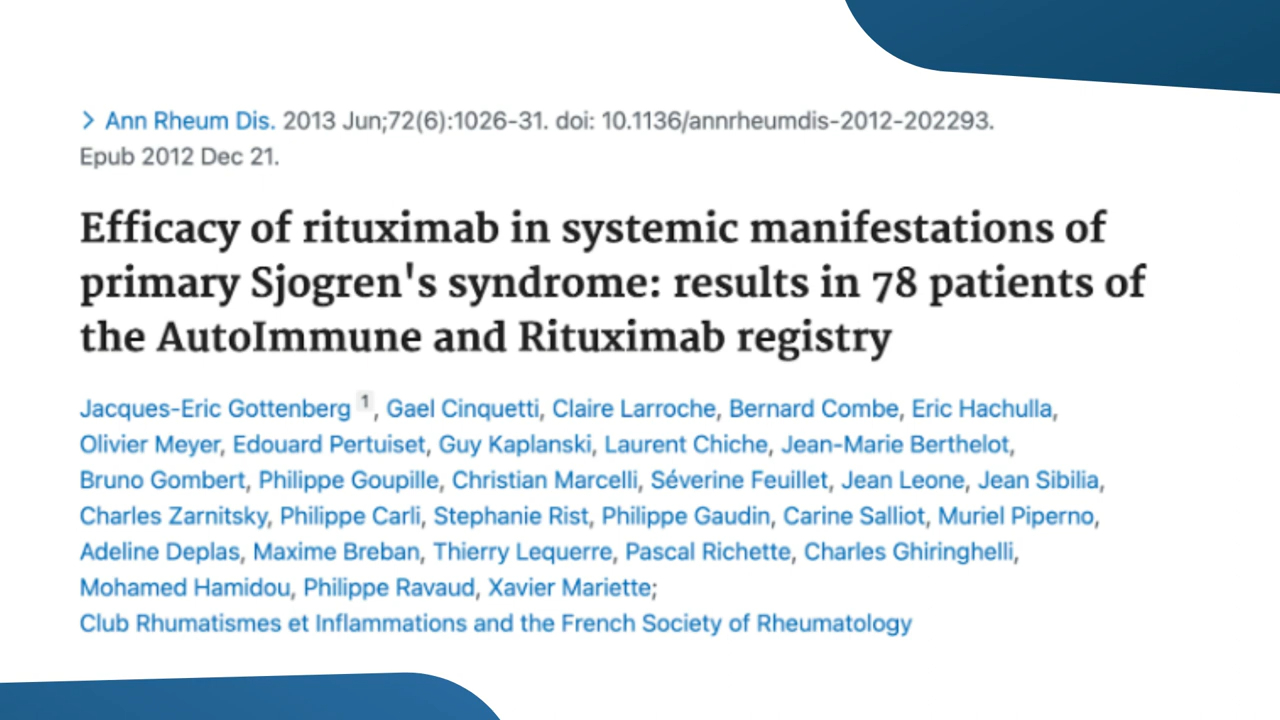 Ann Rheum Dis. 2013 Jun;72(6):1026-31. doi: 10.1136/annrheumdis-2012-202293.
Epub 2012 Dec 21.
Efficacy of rituximab in systemic manifestations of
primary Sjogren's syndrome: results in 78 patients of
the AutoImmune and Rituximab registry
Jacques-Eric Gottenberg 1, Gael Cinquetti, Claire Larroche, Bernard Combe, Eric Hachulla,
Olivier Meyer, Edouard Pertuiset, Guy Kaplanski, Laurent Chiche, Jean-Marie Berthelot,
Bruno Gombert, Philippe Goupille, Christian Marcelli, Séverine Feuillet, Jean Leone, Jean Sibilia,
Charles Zarnitsky, Philippe Carli, Stephanie Rist, Philippe Gaudin, Carine Salliot, Muriel Piperno,
Adeline Deplas, Maxime Breban, Thierry Lequerre, Pascal Richette, Charles Ghiringhelli,
Mohamed Hamidou, Philippe Ravaud, Xavier Mariette;
Club Rhumatismes et Inflammations and the French Society of Rheumatology